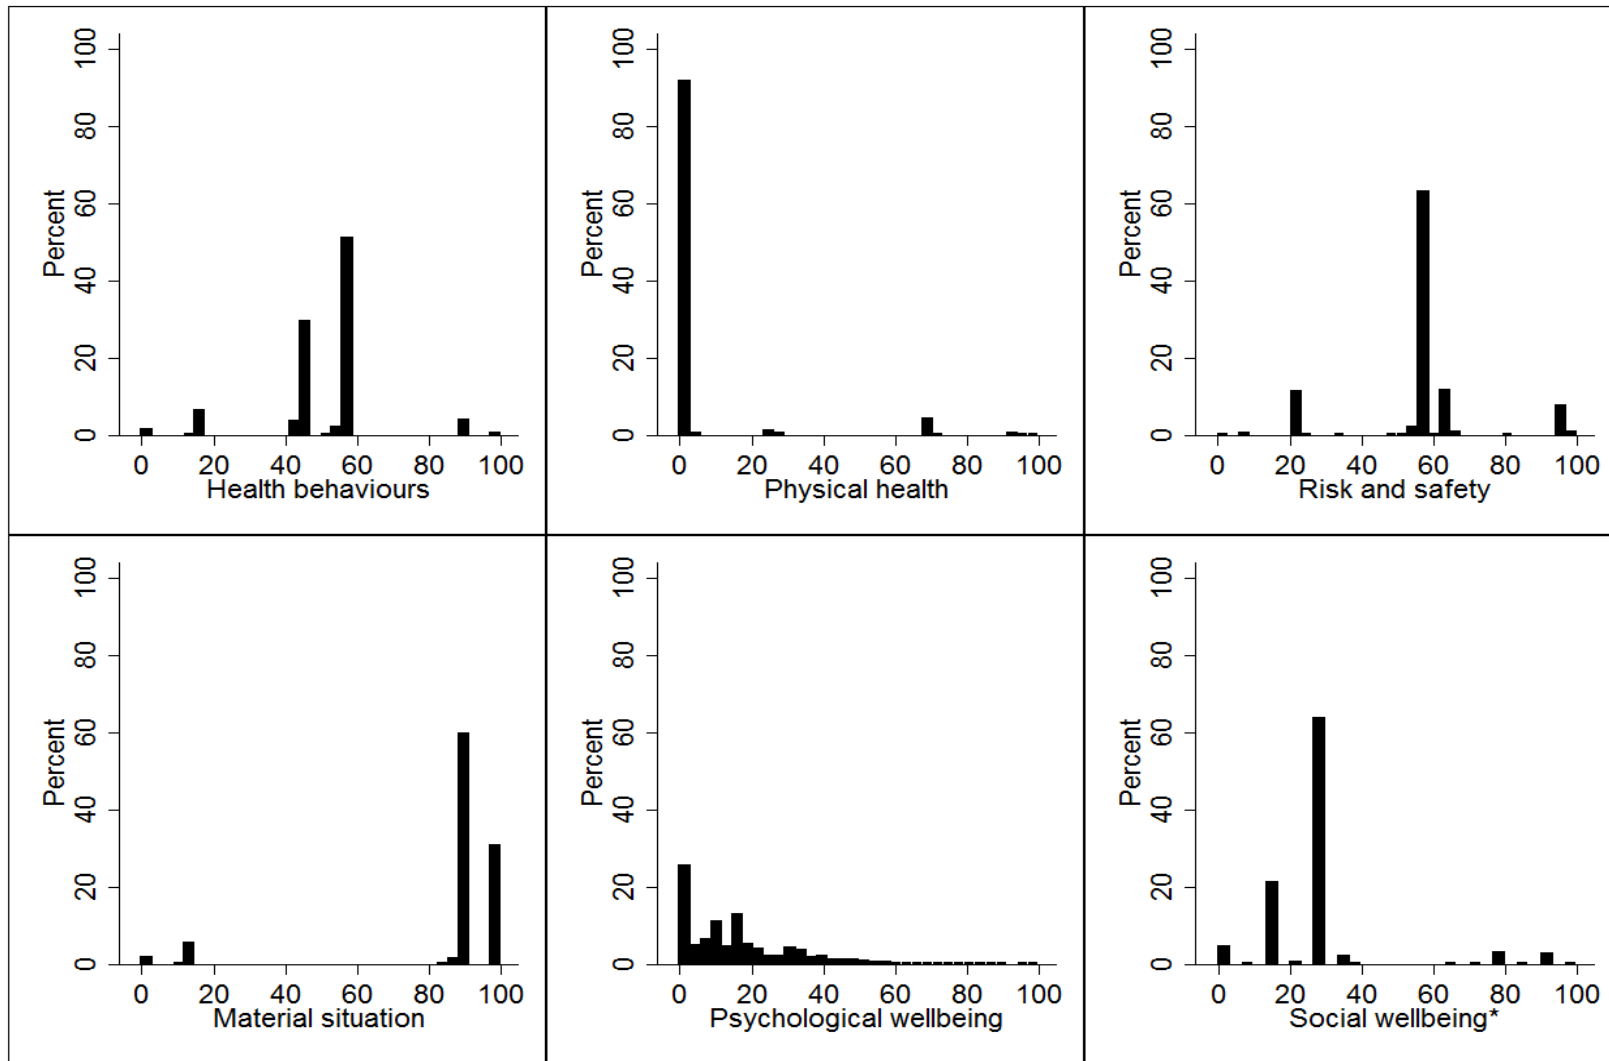 Percent
0 20 40 60 80 100
0 20 40 60 80 100
Health behaviours
Percent
0 20 40 60 80 100
0 20 40 60 80 100
Physical health
Percent
0 20 40 60 80 100
0 20 40 60 80 100
Risk and safety
Percent
0 20 40 60 80 100
0 20 40 60 80 100
Material situation
Percent
0 20 40 60 80 100
0 20 40 60 80 100
Psychological wellbeing
Percent
0 20 40 60 80 100
0 20 40 60 80 100
Social wellbeing*